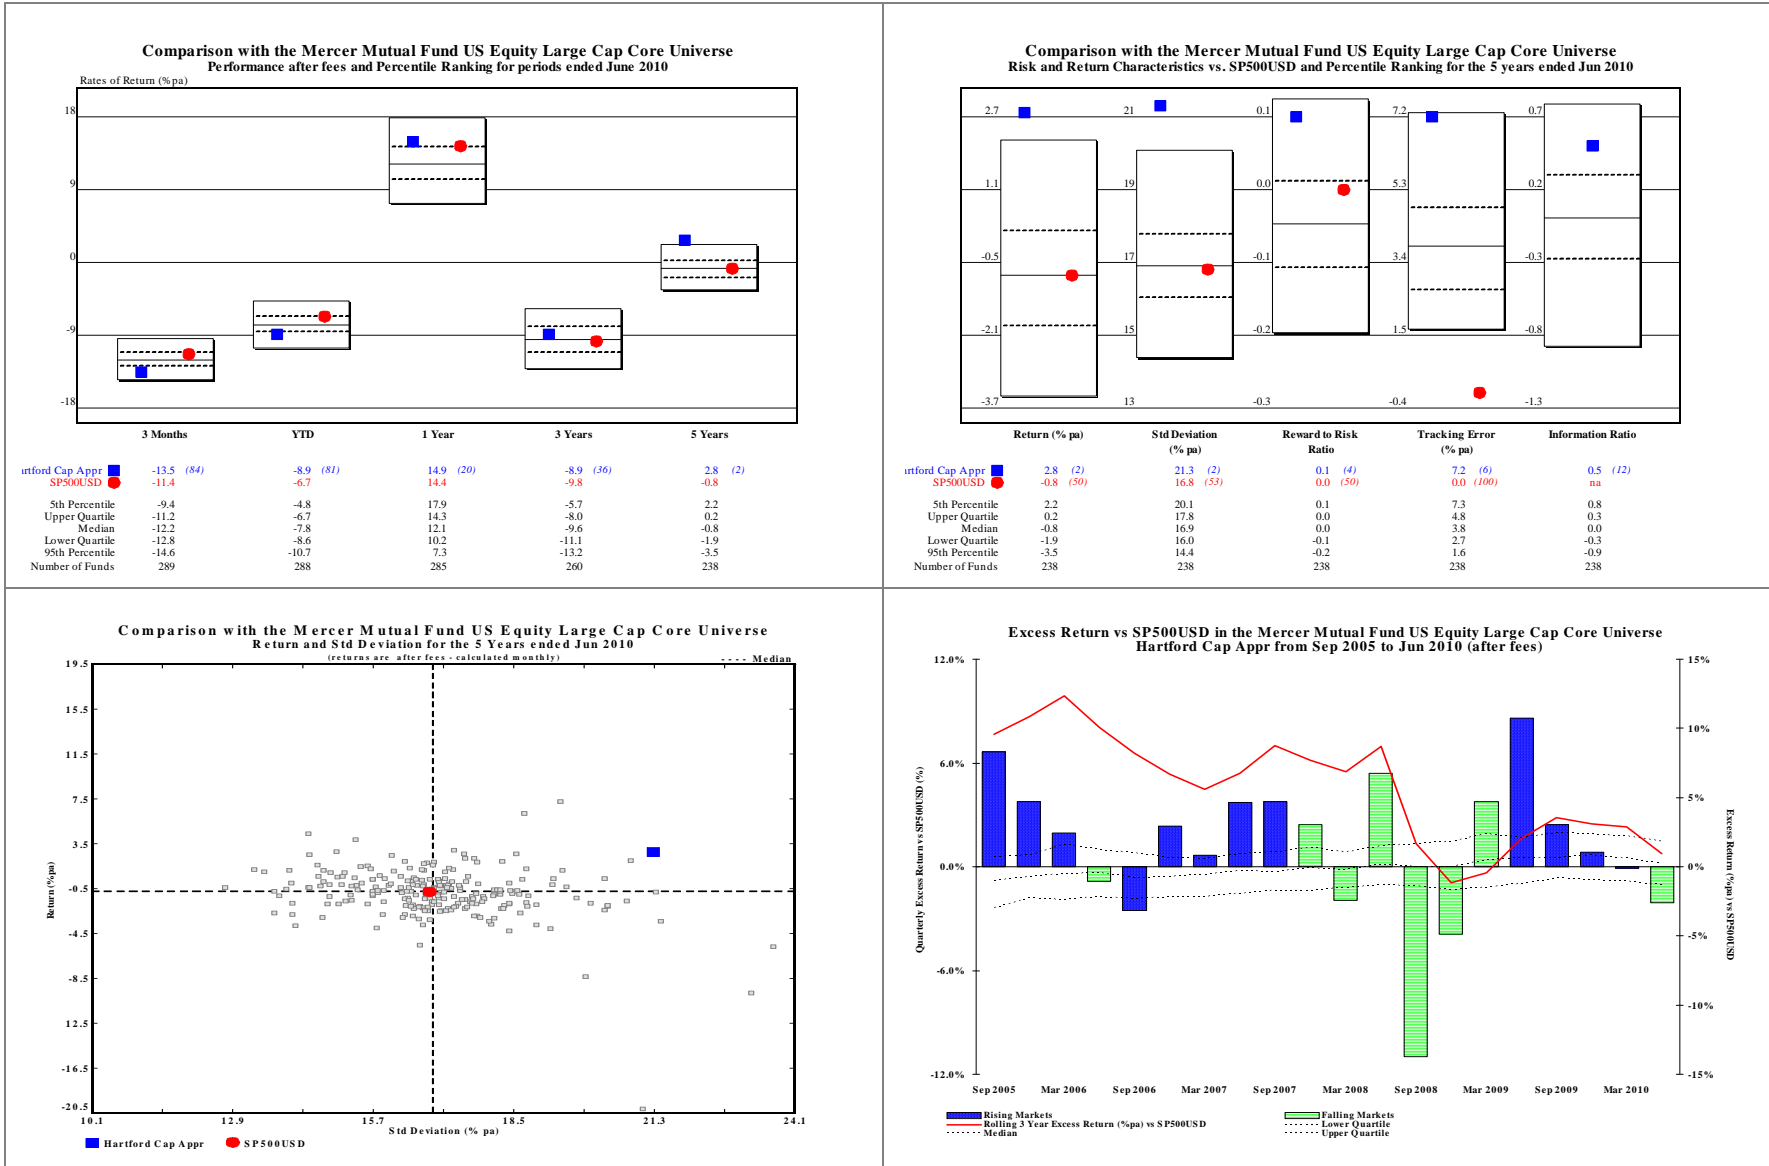 Comparison with the Mercer Mutual Fund US Equity Large Cap Core Universe
Performance after fees and Percentile Ranking for periods ended June 2010
Rates of Return (%pa)
18
9
0
-9
-18
3 Months YTD 1 Year 3 Years 5 Years
rtford Cap Appr -13.5 (84) -8.9 (81) 14.9 (20) -8.9 (36) 2.8 (2)
SP500USD -11.4 -6.7 14.4 -9.8 -0.8
5th Percentile -9.4 -4.8 17.9 -5.7 2.2
Upper Quartile -11.2 -6.7 14.3 -8.0 0.2
Median -12.2 -7.8 12.1 -9.6 -0.8
Lower Quartile -12.8 -8.6 10.2 -11.1 -1.9
95th Percentile -14.6 -10.7 7.3 -13.2 -3.5
Number of Funds 289 288 285 260 238
Comparison with the Mercer Mutual Fund US Equity Large Cap Core Universe
Risk and Return Characteristics vs. SP500USD and Percentile Ranking for the 5 years ended Jun 2010
2.7 21 0.1 7.2 0.7
1.1 19 0.0 5.3 0.2
-0.5 17 -0.1 3.4 -0.3
-2.1 15 -0.2 1.5 -0.8
-3.7 13 -0.3 -0.4 -1.3
Return (% pa) Std Deviation Reward to Risk Tracking Error Information Ratio
(% pa) Ratio (% pa)
rtford Cap Appr 2.8 (2) 21.3 (2) 0.1 (4) 7.2 (6) 0.5 (12)
SP500USD -0.8 (50) 16.8 (53) 0.0 (50) 0.0 (100) na
5th Percentile 2.2 20.1 0.1 7.3 0.8
Upper Quartile 0.2 17.8 0.0 4.8 0.3
Median -0.8 16.9 0.0 3.8 0.0
Lower Quartile -1.9 16.0 -0.1 2.7 -0.3
95th Percentile -3.5 14.4 -0.2 1.6 -0.9
Number of Funds 238 238 238 238 238
Comparison with the Mercer Mutual Fund US Equity Large Cap Core Universe
Return and Std Deviation for the 5 Years ended Jun 2010
(returns are after fees - calculated monthly)
---- Median
19.5
15.5
11.5
7.5
3.5
-0.5
-4.5
-8.5
12.5
-16.5
-20.5
Return (%pa)
10.1 12.9 15.7 18.5 21.3 24.1
Std Deviation (% pa)
Hartford Cap Appr SP500USD
Excess Return vs SP500USD in the Mercer Mutual Fund US Equity Large Cap Core Universe
Hartford Cap Appr from Sep 2005 to Jun 2010 (after fees)
12.0% 15%
10%
6.0%
5%
0.0% 0%
-5%
-6.0%
-10%
-12.0% -15%
Quarterly Excess Return vs SP500USD (%)
Excess Return (%pa) vs SP500USD
Sep 2005 Mar 2006 Sep 2006 Mar 2007 Sep 2007 Mar 2008 Sep 2008 Mar 2009 Sep 2009 Mar 2010
Rising Markets Falling Markets
Rolling 3 Year Excess Return (%pa) vs SP500USD Lower Quartile
Median Upper Quartile